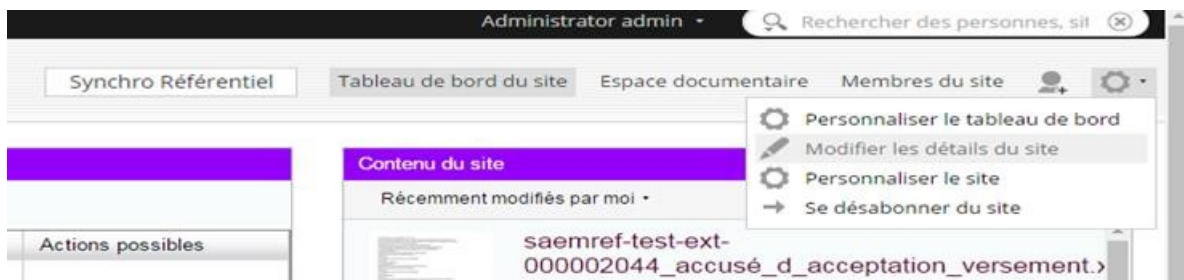 Administrator admin
Rechercher des personnes, sit
Synchro Référentiel
Tableau de bord du site
Espace documentaire
Membres du site
Personnaliser le tableau de bord
Modifier les détails du site
Personnaliser le site
Se désabonner du site
Contenu du site
Récemment modifiés par moi
Actions possibles
saemref-test-ext-
000002044_accusé_d_acceptation_versement.x